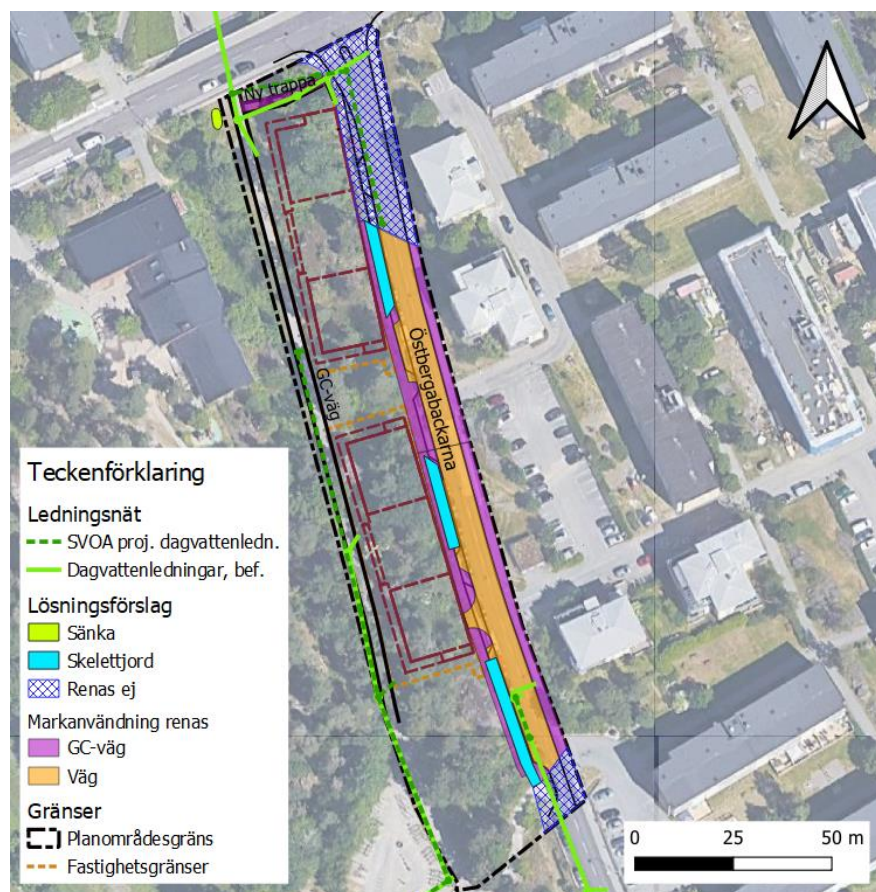 Ny trappa
GC-väg
Östbergabackarna
Teckenförklaring
Ledningsnät
SVOA proj. dagvattenledn.
Dagvattenledningar, bef.
Lösningsförslag
Sänka
Skelettjord
Renas ej
Markanvändning renas
GC-väg
Väg
Gränser
Planområdesgräns
Fastighetsgränser
0 25 50 m